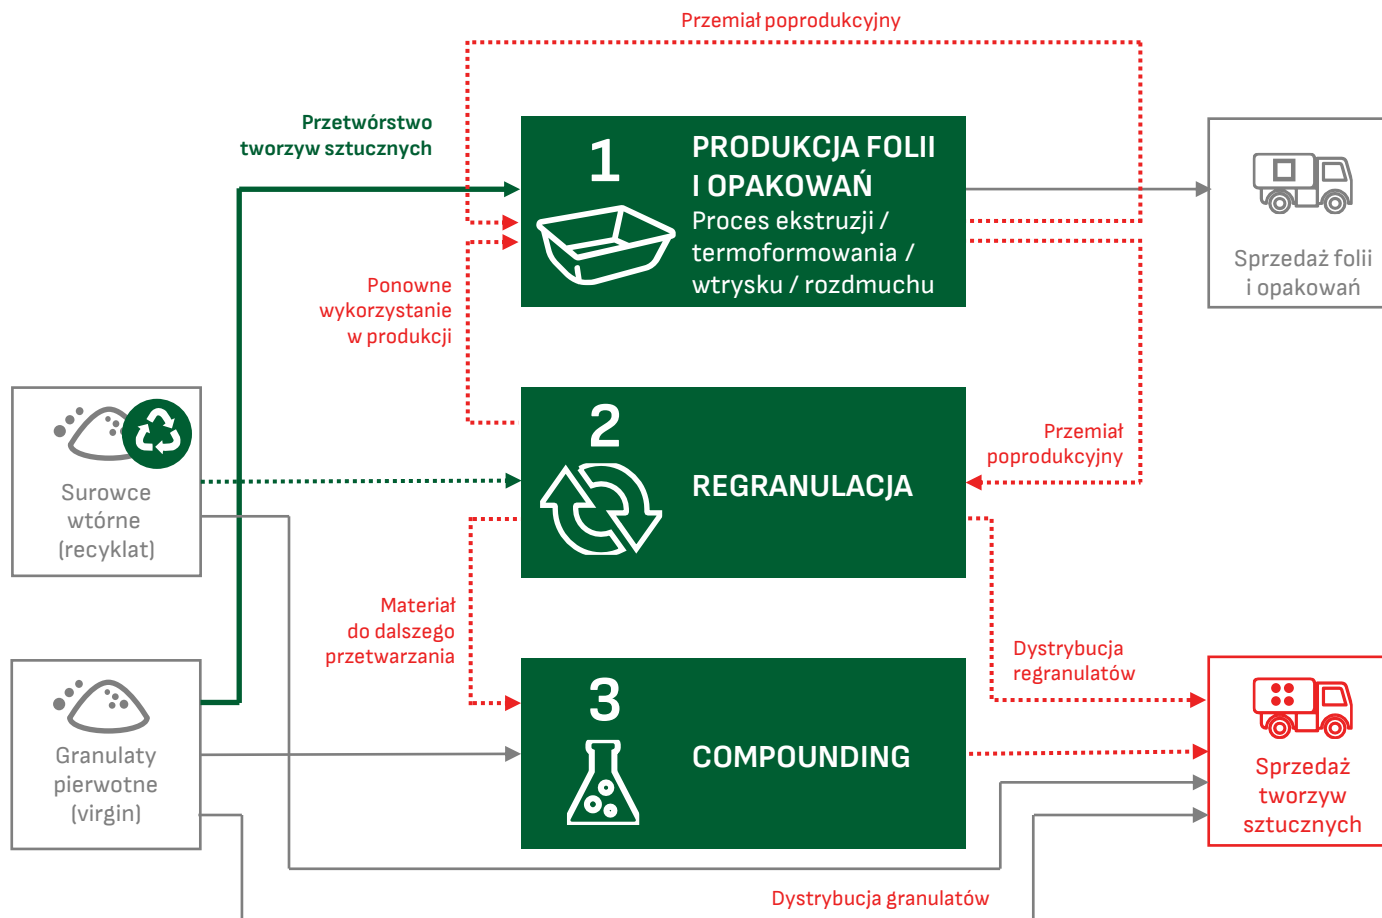 Przemiał poprodukcyjny
Przetwórstwo
tworzyw sztucznych
1
PRODUKCJA FOLII
I OPAKOWAŃ
Proces ekstruzji /
termoformowania /
wtrysku / rozdmuchu
Sprzedaż folii
i opakowań
Ponowne
wykorzystanie
w produkcji
Surowce
wtórne
(recyklat)
2
REGRANULACJA
Przemiał
poprodukcyjny
Materiał
do dalszego
przetwarzania
Dystrybucja
regranulatów
Granulaty
pierwotne
(virgin)
3
COMPOUNDING
Sprzedaż
tworzyw
sztucznych
Dystrybucja granulatów